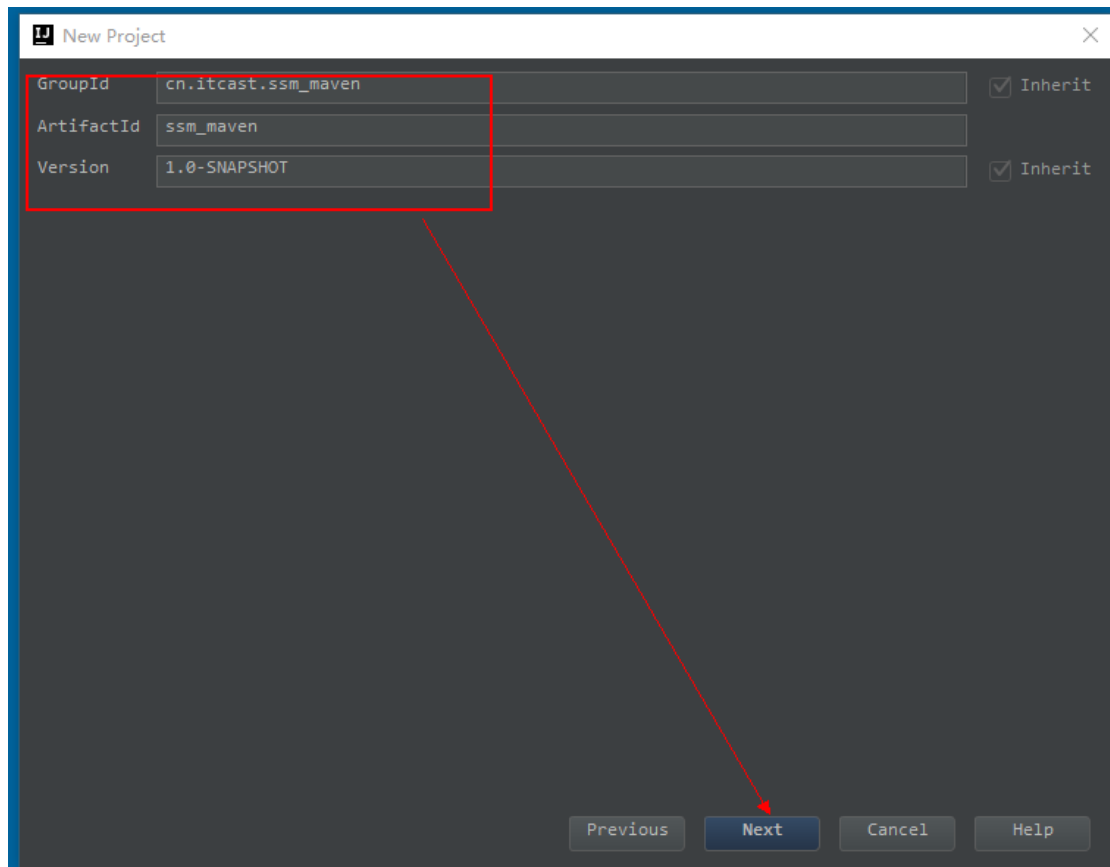 IJ New Project
GroupId cn.itcast.ssm_maven Inherit
ArtifactId ssm_maven
Version 1.0-SNAPSHOT Inherit
Previous Next Cancel Help